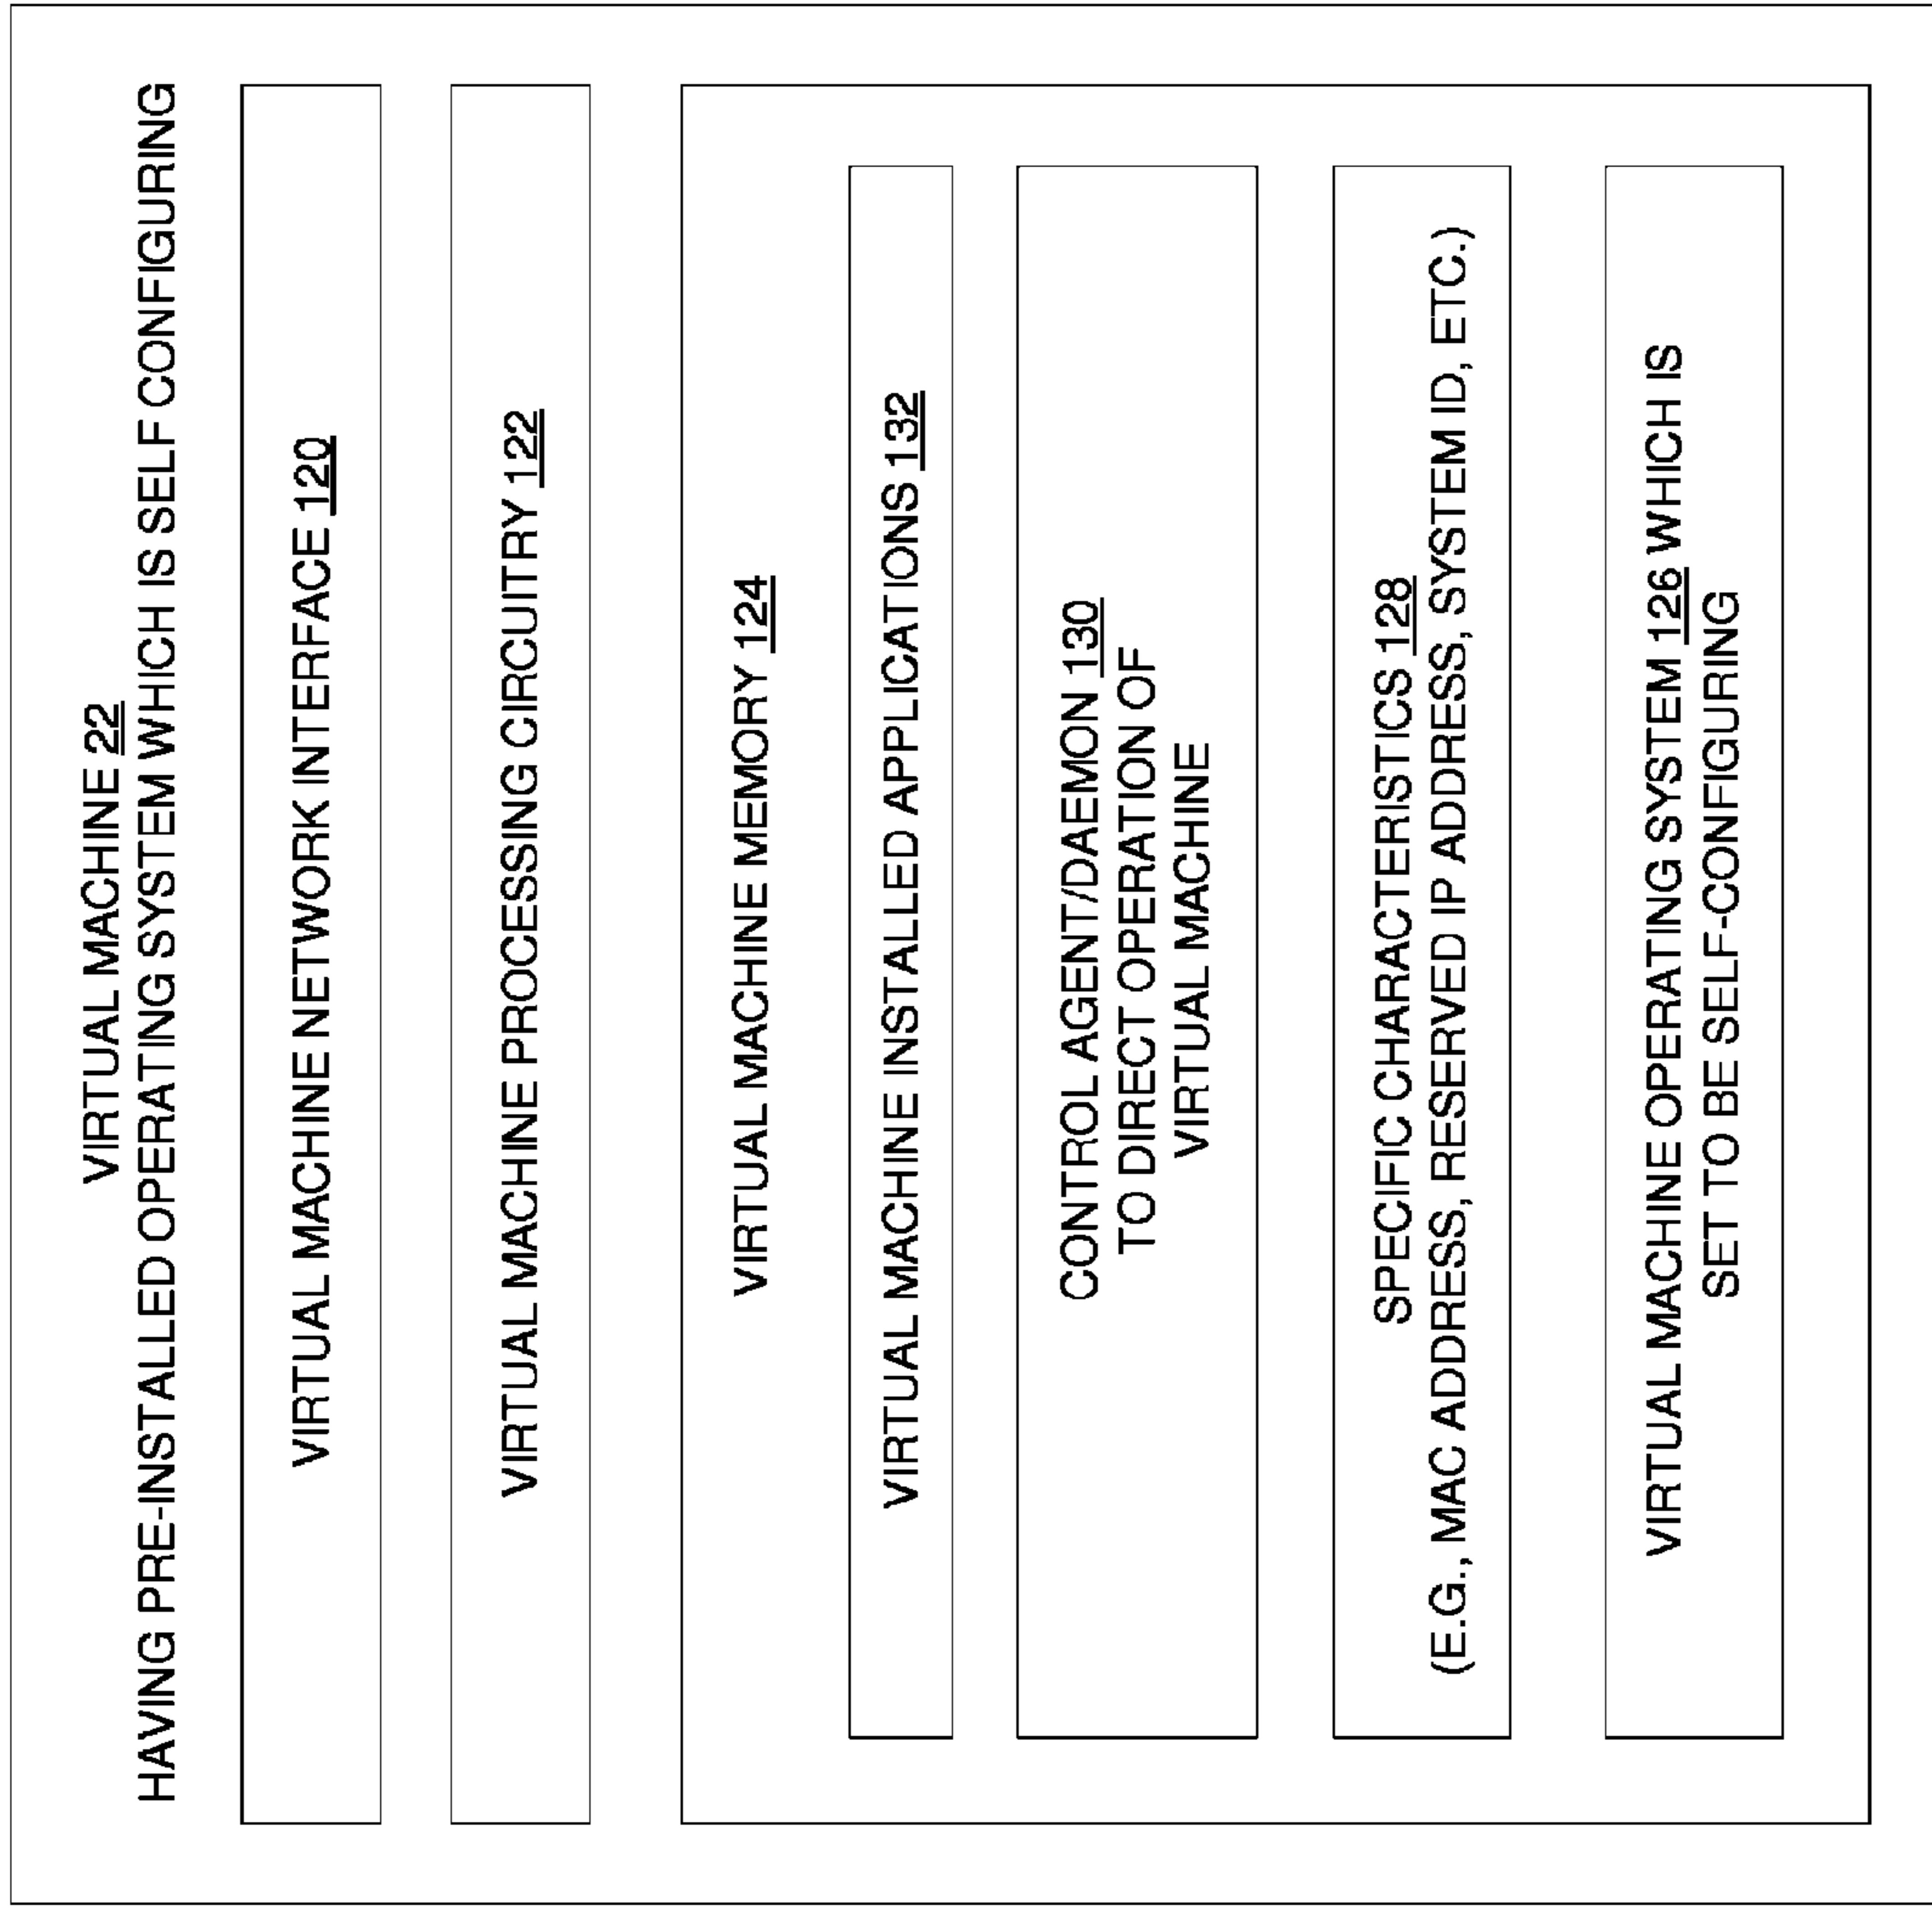 VIRTUAL MACHINE 22
HAVING PRE-INSTALLED OPERATING SYSTEM WHICH IS SELF CONFIGURING
VIRTUAL MACHINE NETWORK INTERFACE 120
VIRTUAL MACHINE PROCESSING CIRCUITRY 122
VIRTUAL MACHINE MEMORY 124
VIRTUAL MACHINE INSTALLED APPLICATIONS 132
CONTROL AGENT/DAEMON 130
TO DIRECT OPERATION OF
VIRTUAL MACHINE
SPECIFIC CHARACTERISTICS 128
(E.G., MAC ADDRESS, RESERVED IP ADDRESS, SYSTEM ID, ETC.)
VIRTUAL MACHINE OPERATING SYSTEM 126 WHICH IS
SET TO BE SELF-CONFIGURING